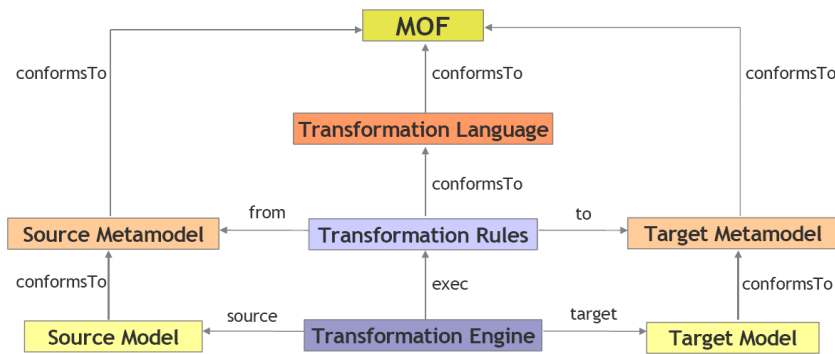 MOF
conformsTo
conformsTo
conformsTo
Transformation Language
conformsTo
from
to
Source Metamodel
Transformation Rules
Target Metamodel
conformsTo
exec
conformsTo
source
target
Source Model
Transformation Engine
Target Model